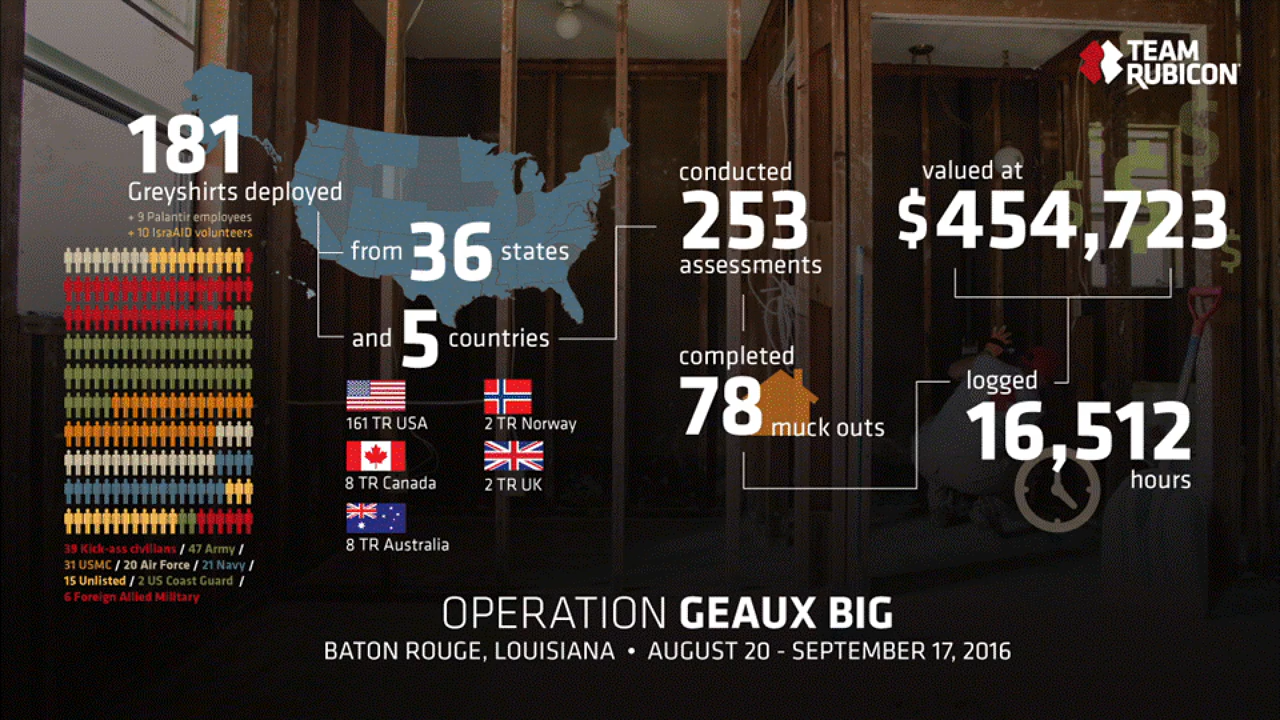 TEAM
RUBICON
181
Greyshirts deployed
+ 9 Palantir employees
+ 10 IsraAID volunteers
from 36 states
and 5 countries
161 TR USA
2 TR Norway
8 TR Canada
2 TR UK
8 TR Australia
39 Kick-ass civilians / 47 Army /
31 USMC / 20 Air Force / 21 Navy /
15 Unlisted / 2 US Coast Guard /
6 Foreign Allied Military
conducted
253
assessments
completed
78 muck outs
valued at
$454,723
logged
16,512
hours
OPERATION GEAUX BIG
BATON ROUGE, LOUISIANA • AUGUST 20 - SEPTEMBER 17, 2016